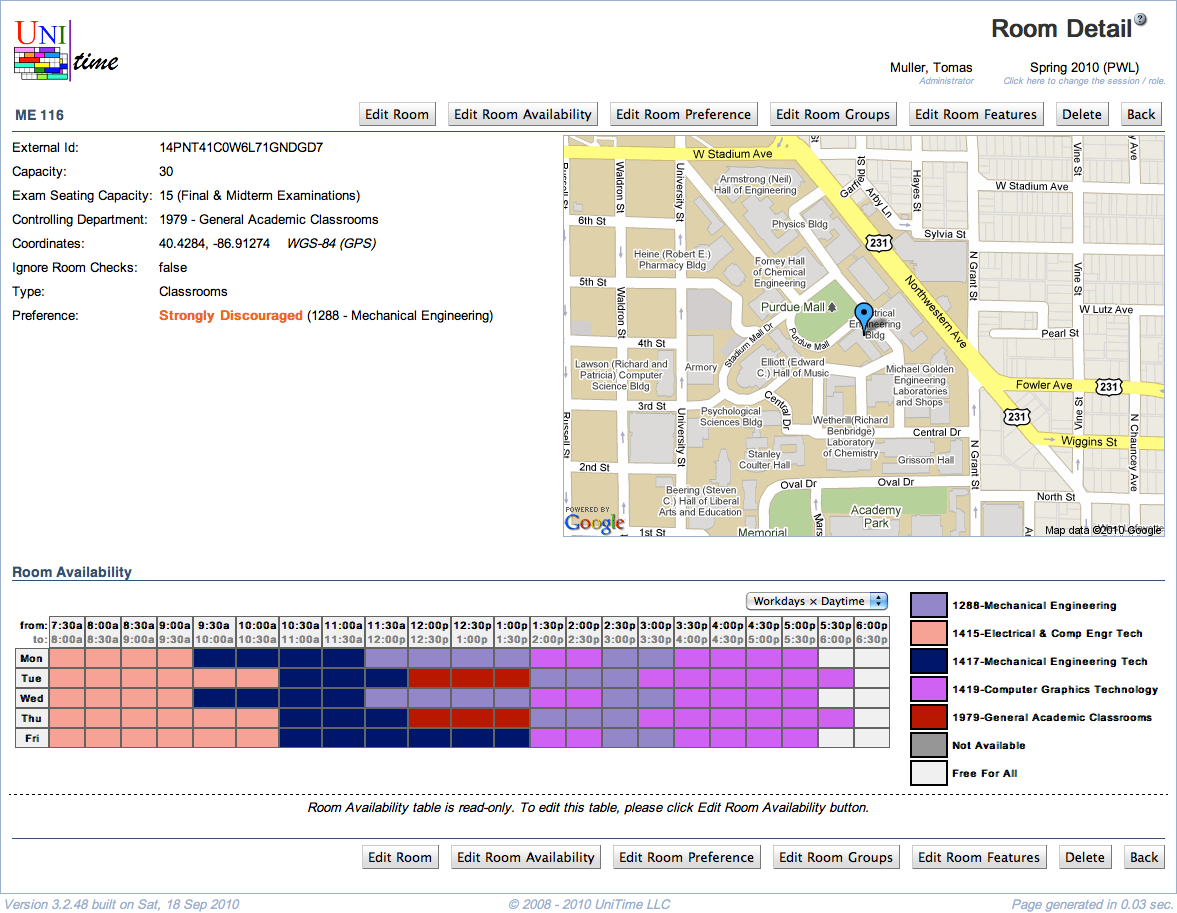 UNI
time
Room Detail
?
Muller, Tomas
Administrator
Spring 2010 (PWL)
Click here to change the session / role.
ME 116
Edit Room
Edit Room Availability
Edit Room Preference
Edit Room Groups
Edit Room Features
Delete
Back
External Id: 14PNT41C0W6L71GNDGD7
Capacity: 30
Exam Seating Capacity: 15 (Final & Midterm Examinations)
Controlling Department: 1979 - General Academic Classrooms
Coordinates: 40.4284, -86.91274 WGS-84 (GPS)
Ignore Room Checks: false
Type: Classrooms
Preference: Strongly Discouraged (1288 - Mechanical Engineering)
W Stadium Ave
Armstrong (Neil)
Hall of Engineering
Physics Bldg
Garfield St
Arby Ln
Hayes St
Vine St
W Stadium Ave
Sylvia St
231
Waldron St
University St
6th St
Heine (Robert E.)
Pharmacy Bldg
Forney Hall
of Chemical
Engineering
5th St
Waldron St
Purdue Mall
Engineering
Bldg
Northwestern Ave
N Grant St
Vine St
W Lutz Ave
Pearl St
4th St
Stadium Mall Dr
Purdue Mall
Lawson (Richard and
Patricia) Computer
Science Bldg
Armory
Elliott (Edward
C.) Hall of Music
Michael Golden
Engineering
Laboratories
and Shops
Fowler Ave
231
3rd St
Psychological
Sciences Bldg
Central Dr
Wetherill(Richard
Benbridge)
Laboratory
of Chemistry
Central Dr
231
Vine St
N Chauncey Ave
Wiggins St
Russell St
University St
Stanley
Coulter Hall
Grissom Hall
N Grant St
2nd St
Oval Dr
Oval Dr
Beering (Steven
C.) Hall of Liberal
Arts and Education
North St
Academy
Park
POWERED BY
Google
1st St
Memorial
Map data ©2010 Google
Room Availability
Workdays × Daytime
from: 7:30a 8:00a 8:30a 9:00a 9:30a 10:00a 10:30a 11:00a 11:30a 12:00p 12:30p 1:00p 1:30p 2:00p 2:30p 3:00p 3:30p 4:00p 4:30p 5:00p 5:30p 6:00p
to: 8:00a 8:30a 9:00a 9:30a 10:00a 10:30a 11:00a 11:30a 12:00p 12:30p 1:00p 1:30p 2:00p 2:30p 3:00p 3:30p 4:00p 4:30p 5:00p 5:30p 6:00p 6:30p
Mon
Tue
Wed
Thu
Fri
1288-Mechanical Engineering
1415-Electrical & Comp Engr Tech
1417-Mechanical Engineering Tech
1419-Computer Graphics Technology
1979-General Academic Classrooms
Not Available
Free For All
Room Availability table is read-only. To edit this table, please click Edit Room Availability button.
Edit Room
Edit Room Availability
Edit Room Preference
Edit Room Groups
Edit Room Features
Delete
Back
Version 3.2.48 built on Sat, 18 Sep 2010
© 2008 - 2010 UniTime LLC
Page generated in 0.03 sec.